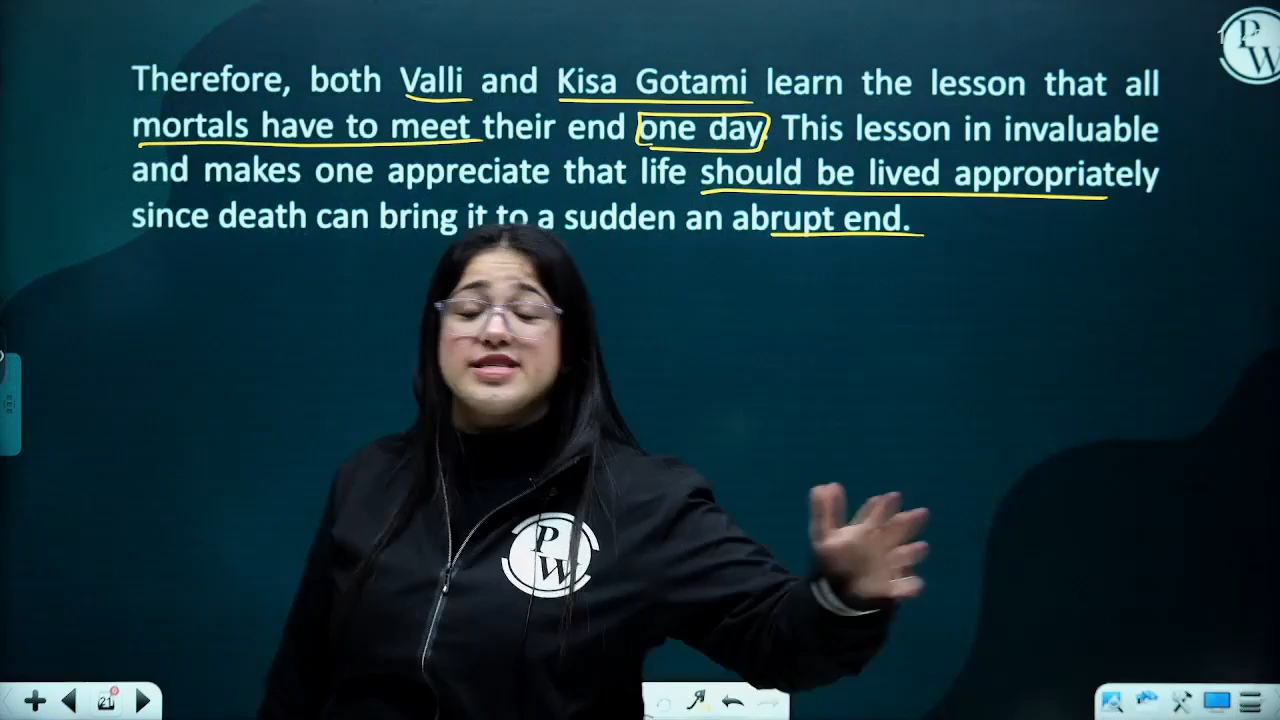 Therefore, both Valli and Kisa Gotami learn the lesson that all
mortals have to meet their end one day. This lesson in invaluable
and makes one appreciate that life should be lived appropriately
since death can bring it to a sudden an abrupt end.
P
W
P
W
21